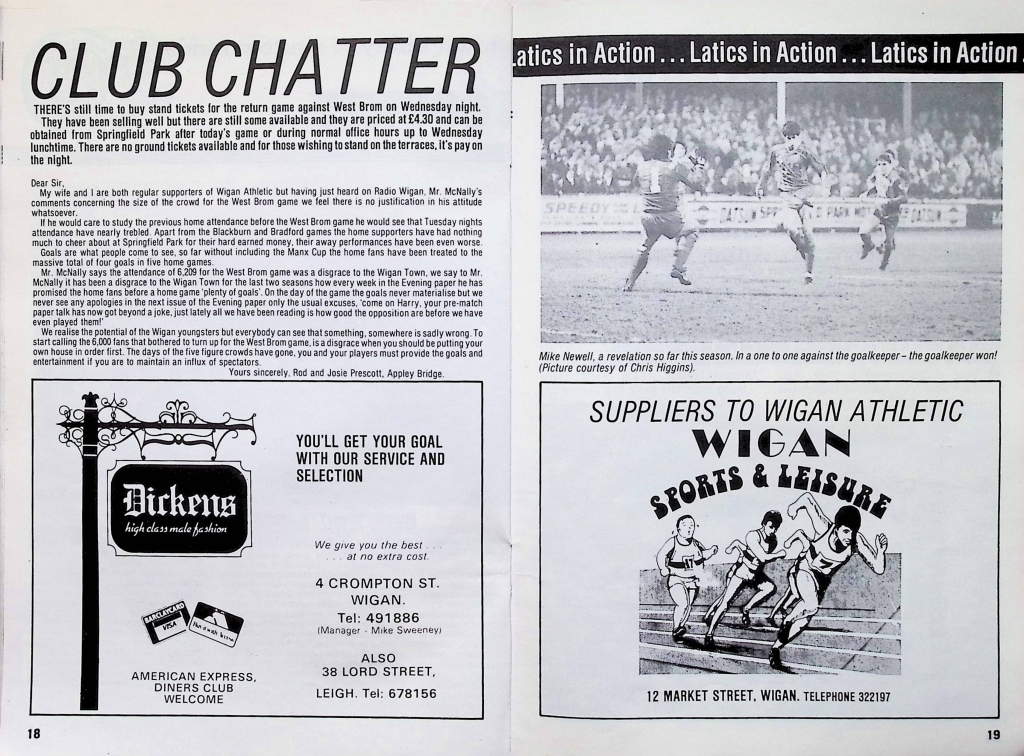 CLUB CHATTER
THERE'S still time to buy stand tickets for the return game against West Brom on Wednesday night.
They have been selling well but there are still some available and they are priced at £4.30 and can be
obtained from Springfield Park after today's game or during normal office hours up to Wednesday
lunchtime. There are no ground tickets available and for those wishing to stand on the terraces, it's pay on
the night.
Dear Sir,
My wife and I are both regular supporters of Wigan Athletic but having just heard on Radio Wigan, Mr. McNally's
comments concerning the size of the crowd for the West Brom game we feel there is no justification in his attitude
whatsoever.
If he would care to study the previous home attendance before the West Brom game he would see that Tuesday nights
attendance have nearly trebled. Apart from the Blackburn and Bradford games the home supporters have had nothing
much to cheer about at Springfield Park for their hard earned money, their away performances have been even worse.
Goals are what people come to see, so far without including the Manx Cup the home fans have been treated to the
massive total of four goals in five home games.
Mr. McNally says the attendance of 6,209 for the West Brom game was a disgrace to the Wigan Town, we say to Mr.
McNally it has been a disgrace to the Wigan Town for the last two seasons how every week in the Evening paper he has
promised the home fans before a home game 'plenty of goals'. On the day of the game the goals never materialise but we
never see any apologies in the next issue of the Evening paper only the usual excuses, 'come on Harry, your pre-match
paper talk has now got beyond a joke, just lately all we have been reading is how good the opposition are before we have
even played them!'
We realise the potential of the Wigan youngsters but everybody can see that something, somewhere is sadly wrong. To
start calling the 6,000 fans that bothered to turn up for the West Brom game, is a disgrace when you should be putting your
own house in order first. The days of the five figure crowds have gone, you and your players must provide the goals and
entertainment if you are to maintain an influx of spectators.
Yours sincerely, Rod and Josie Prescott, Appley Bridge.
Dickens
high class male fashion
YOU'LL GET YOUR GOAL
WITH OUR SERVICE AND
SELECTION
We give you the best . . .
. . . at no extra cost.
4 CROMPTON ST.
WIGAN.
Tel: 491886
(Manager - Mike Sweeney)
ALSO
38 LORD STREET,
LEIGH. Tel: 678156
BARCLAYCARD
VISA
AMERICAN EXPRESS,
DINERS CLUB
WELCOME
18
Latics in Action . . . Latics in Action . . . Latics in Action .
1
SPEEDY
DATSUN
PARK
DATSUN
Mike Newell, a revelation so far this season. In a one to one against the goalkeeper – the goalkeeper won!
(Picture courtesy of Chris Higgins).
SUPPLIERS TO WIGAN ATHLETIC
WIGAN
SPORTS & LEISURE
7
12 MARKET STREET, WIGAN. TELEPHONE 322197
19